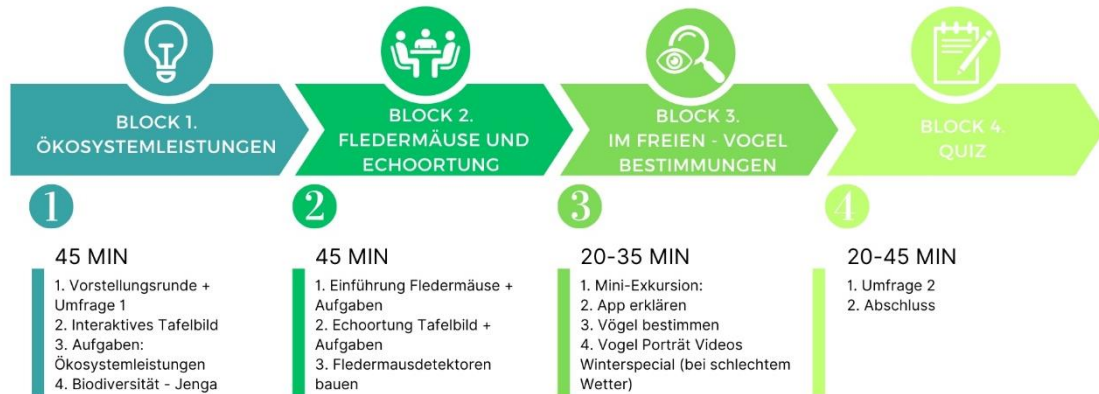 BLOCK 1.
ÖKOSYSTEMLEISTUNGEN
BLOCK 2.
FLEDERMÄUSE UND
ECHOORTUNG
BLOCK 3.
IM FREIEN - VOGEL
BESTIMMUNGEN
BLOCK 4.
QUIZ
1
45 MIN
1. Vorstellungsrunde +
Umfrage 1
2. Interaktives Tafelbild
3. Aufgaben:
Ökosystemleistungen
4. Biodiversität - Jenga
2
45 MIN
1. Einführung Fledermäuse +
Aufgaben
2. Echoortung Tafelbild +
Aufgaben
3. Fledermausdetektoren
bauen
3
20-35 MIN
1. Mini-Exkursion:
2. App erklären
3. Vögel bestimmen
4. Vogel Porträt Videos
Winterspecial (bei schlechtem
Wetter)
4
20-45 MIN
1. Umfrage 2
2. Abschluss